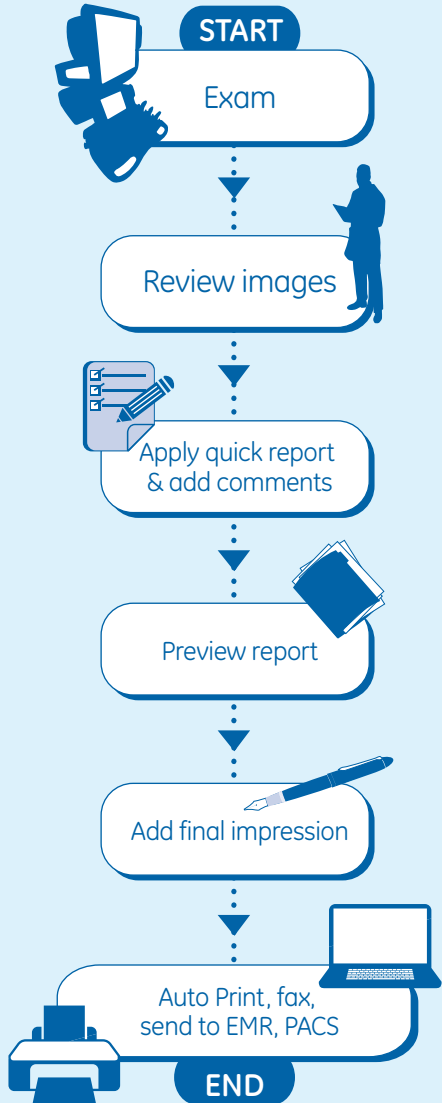 START
Exam
Review images
Apply quick report
& add comments
Preview report
Add final impression
Auto Print, fax,
send to EMR, PACS
END